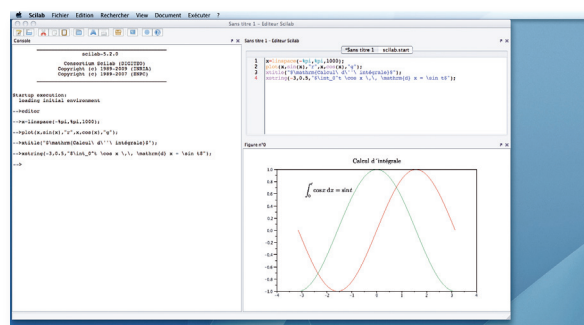 Scilab Fichier Edition Rechercher View Document Exécuter ?
Sans titre 1 - Editeur Scilab
Console
scilab-5.2.0
Consortium Scilab (DIGITEO)
Copyright (c) 1989-2009 (INRIA)
Copyright (c) 1989-2007 (ENPC)
Startup execution:
loading initial environment
-->editor
-->x=linspace(-%pi,%pi,1000);
-->plot(x,sin(x),"r",x,cos(x),"g");
-->xtitle("$\mathrm{Calcul\ d\''\ intégrale}$");
-->xstring(-3,0.5,"$\int_0^t \cos x \,\, \mathrm{d} x = \sin t$");
-->
Sans titre 1 - Editeur Scilab
*Sans titre 1 scilab.start
1 x=linspace(-%pi,%pi,1000);
2 plot(x,sin(x),"r",x,cos(x),"g");
3 xtitle("$\mathrm{Calcul\ d\''\ intégrale}$");
4 xstring(-3,0.5,"$\int_0^t \cos x \,\, \mathrm{d} x = \sin t$");
Figure n°0
Calcul d 'intégrale
1.0
0.8
0.6
∫₀ᵗ cos x dx = sin t
0.4
0.2
0.0
-0.2
-0.4
-0.6
-0.8
-1.0
-4 -3 -2 -1 0 1 2 3 4